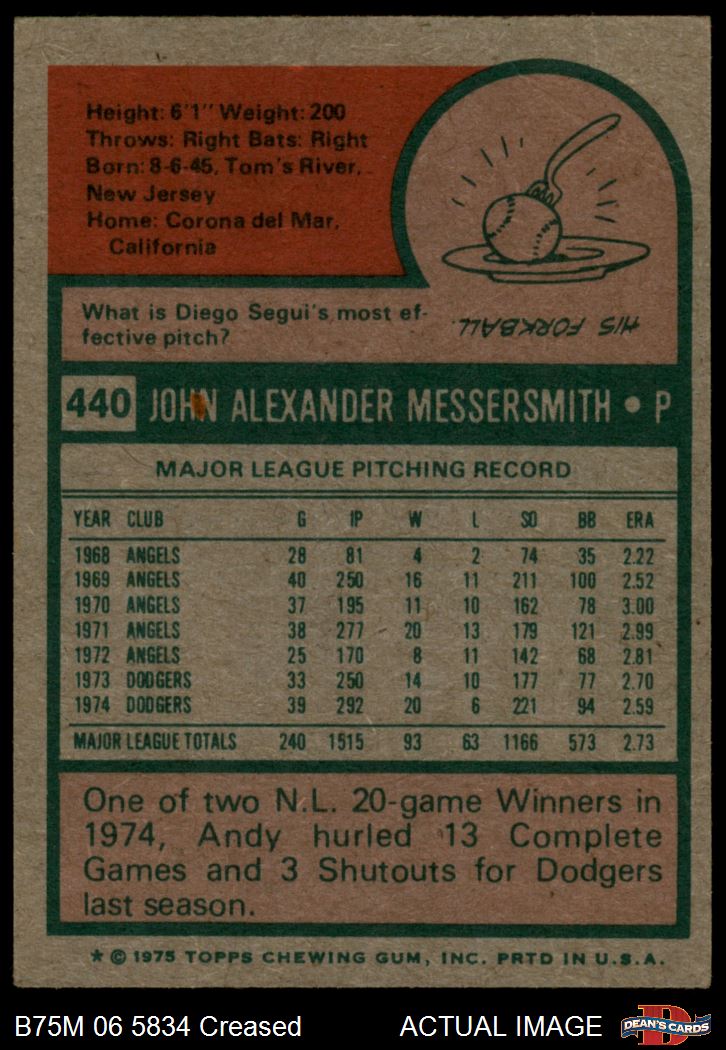 Height: 6'1" Weight: 200
Throws: Right Bats: Right
Born: 8-6-45, Tom's River,
New Jersey
Home: Corona del Mar,
California
What is Diego Segui's most ef-
fective pitch?
HIS FORKBALL.
440 JOHN ALEXANDER MESSERSMITH • P
MAJOR LEAGUE PITCHING RECORD
YEAR CLUB G IP W L SO BB ERA
1968 ANGELS 28 81 4 2 74 35 2.22
1969 ANGELS 40 250 16 11 211 100 2.52
1970 ANGELS 37 195 11 10 162 78 3.00
1971 ANGELS 38 277 20 13 179 121 2.99
1972 ANGELS 25 170 8 11 142 68 2.81
1973 DODGERS 33 250 14 10 177 77 2.70
1974 DODGERS 39 292 20 6 221 94 2.59
MAJOR LEAGUE TOTALS 240 1515 93 63 1166 573 2.73
One of two N.L. 20-game Winners in
1974, Andy hurled 13 Complete
Games and 3 Shutouts for Dodgers
last season.
* © 1975 TOPPS CHEWING GUM, INC. PRTD IN U.S.A.
B75M 06 5834 Creased ACTUAL IMAGE
DEAN'S CARDS